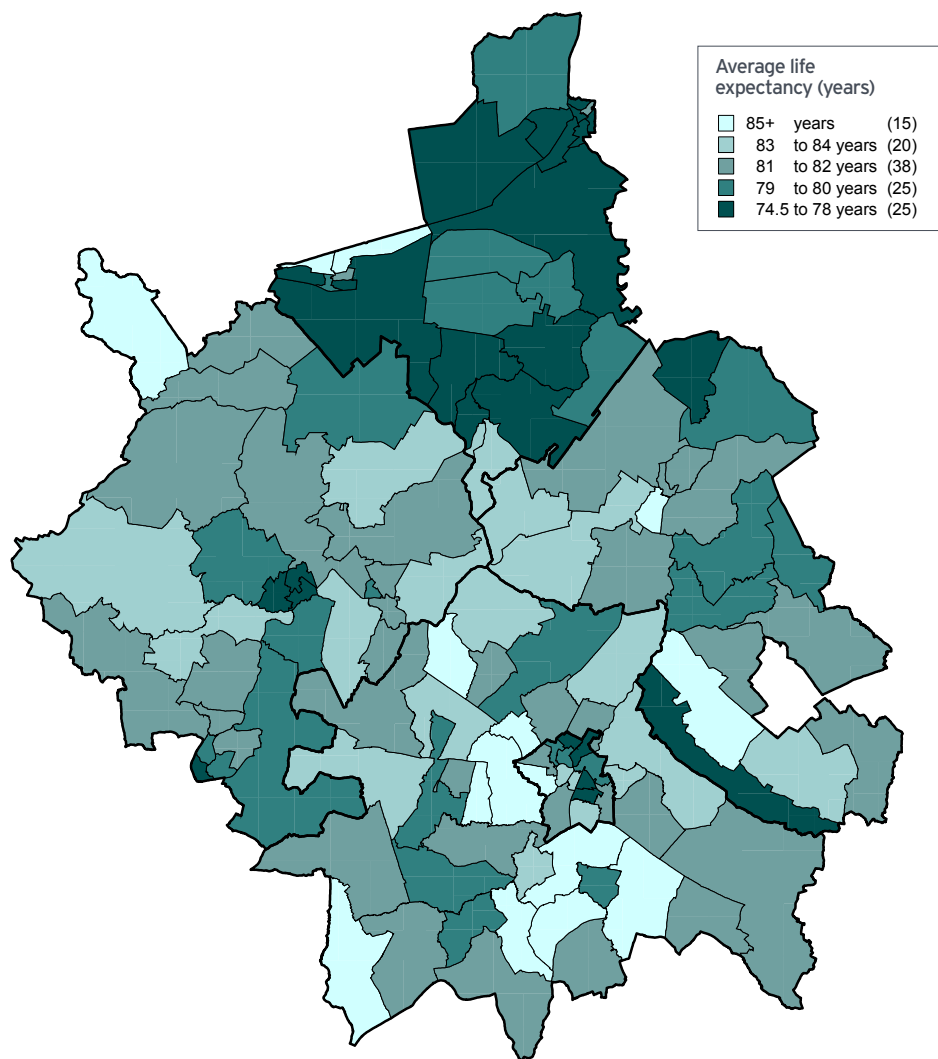 Average life
expectancy (years)
85+ years (15)
83 to 84 years (20)
81 to 82 years (38)
79 to 80 years (25)
74.5 to 78 years (25)